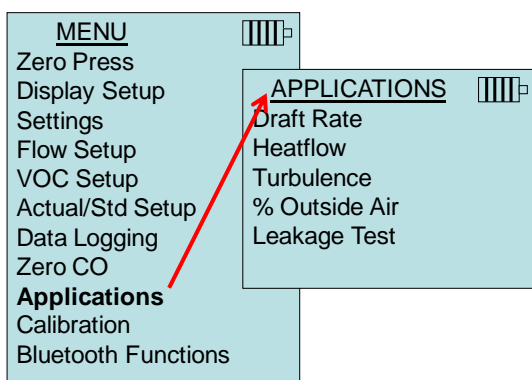 MENU
Zero Press
Display Setup
Settings
Flow Setup
VOC Setup
Actual/Std Setup
Data Logging
Zero CO
Applications
Calibration
Bluetooth Functions
APPLICATIONS
Draft Rate
Heatflow
Turbulence
% Outside Air
Leakage Test